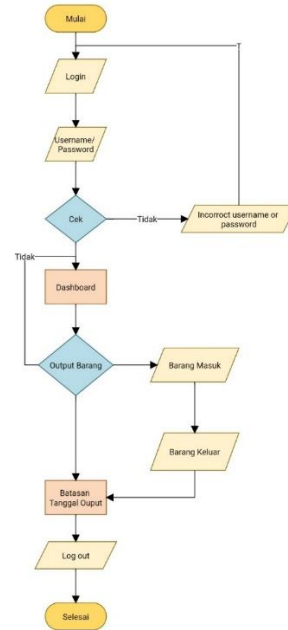 Mulai
T
Login
Username/
Password
Cek
Tidak
Incorroct username or
password
Tidak
Dashboard
Output Barang
Barang Masuk
Barang Keluar
Batasan
Tanggal Ouput
Log out
Selesai